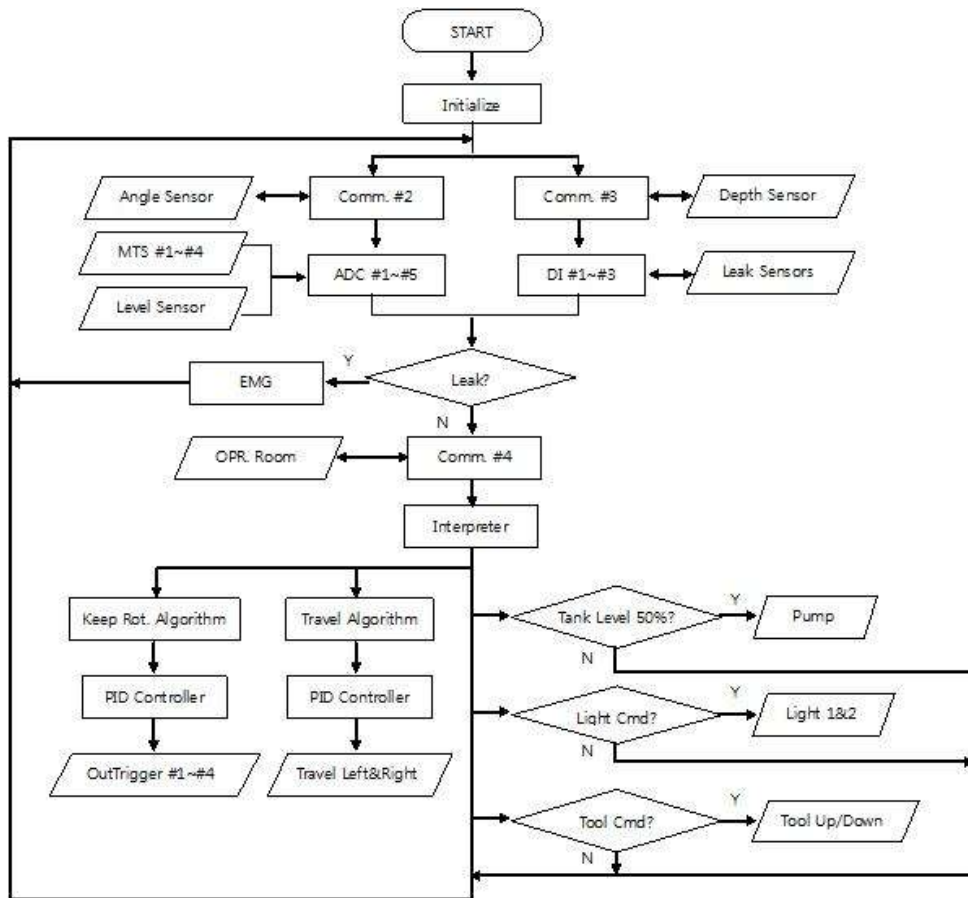 START
Initialize
Angle Sensor
Comm. #2
Comm. #3
Depth Sensor
MTS #1~#4
ADC #1~#5
DI #1~#3
Leak Sensors
Level Sensor
Y
Leak?
EMG
N
OPR. Room
Comm. #4
Interpreter
Keep Rot. Algorithm
Travel Algorithm
Tank Level 50%?
Y
Pump
N
PID Controller
PID Controller
Light Cmd?
Y
Light 1&2
N
OutTrigger #1~#4
Travel Left&Right
Tool Cmd?
Y
Tool Up/Down
N